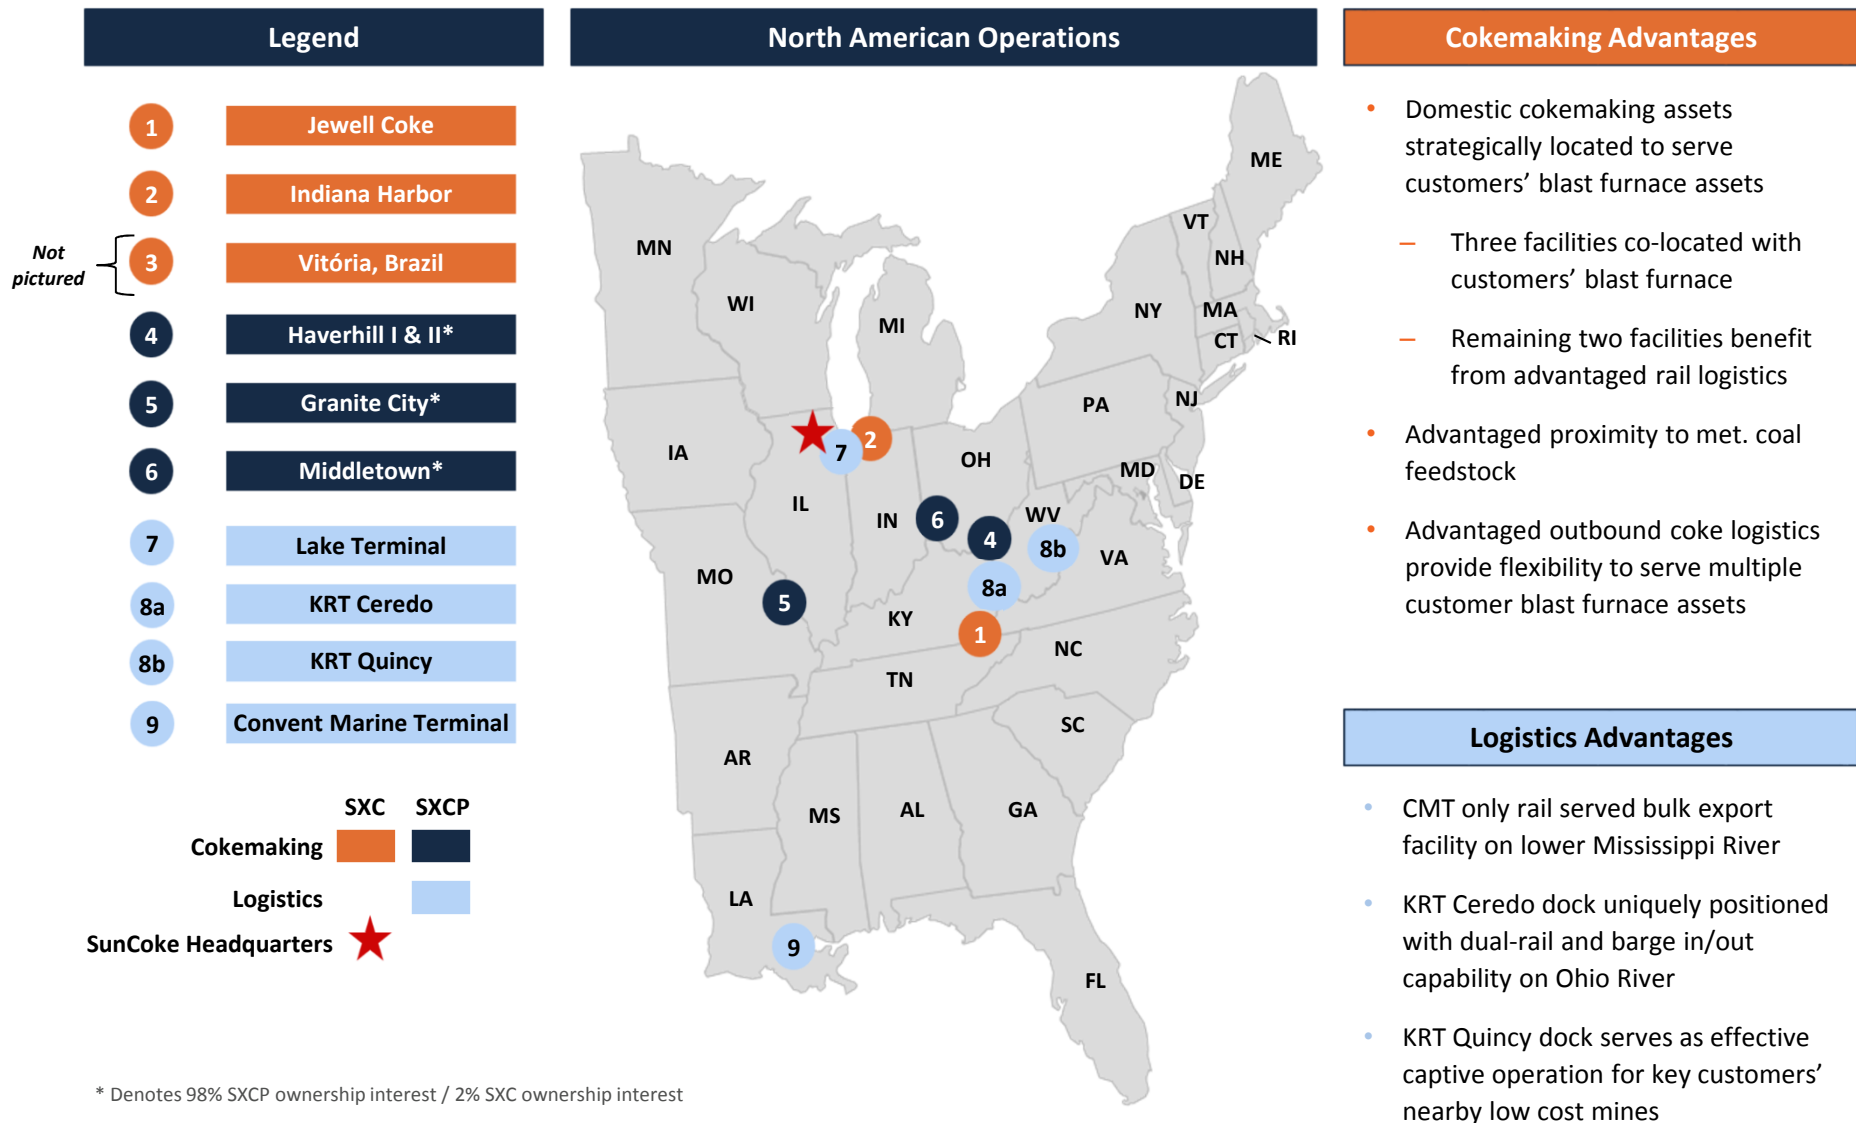 Legend
1 Jewell Coke
2 Indiana Harbor
Not
pictured
3 Vitória, Brazil
4 Haverhill I & II*
5 Granite City*
6 Middletown*
7 Lake Terminal
8a KRT Ceredo
8b KRT Quincy
9 Convent Marine Terminal
SXC SXCP
Cokemaking
Logistics
SunCoke Headquarters
* Denotes 98% SXCP ownership interest / 2% SXC ownership interest
North American Operations
ME
VT
MN
NH
WI
NY
MA
MI
CT
RI
PA
NJ
2
7
IA
OH
MD
DE
IL
6
IN
WV
4
8b
VA
MO
8a
5
KY
1
NC
TN
SC
AR
MS
AL
GA
LA
9
FL
Cokemaking Advantages
• Domestic cokemaking assets
strategically located to serve
customers’ blast furnace assets
– Three facilities co-located with
customers’ blast furnace
– Remaining two facilities benefit
from advantaged rail logistics
• Advantaged proximity to met. coal
feedstock
• Advantaged outbound coke logistics
provide flexibility to serve multiple
customer blast furnace assets
Logistics Advantages
• CMT only rail served bulk export
facility on lower Mississippi River
• KRT Ceredo dock uniquely positioned
with dual-rail and barge in/out
capability on Ohio River
• KRT Quincy dock serves as effective
captive operation for key customers’
nearby low cost mines